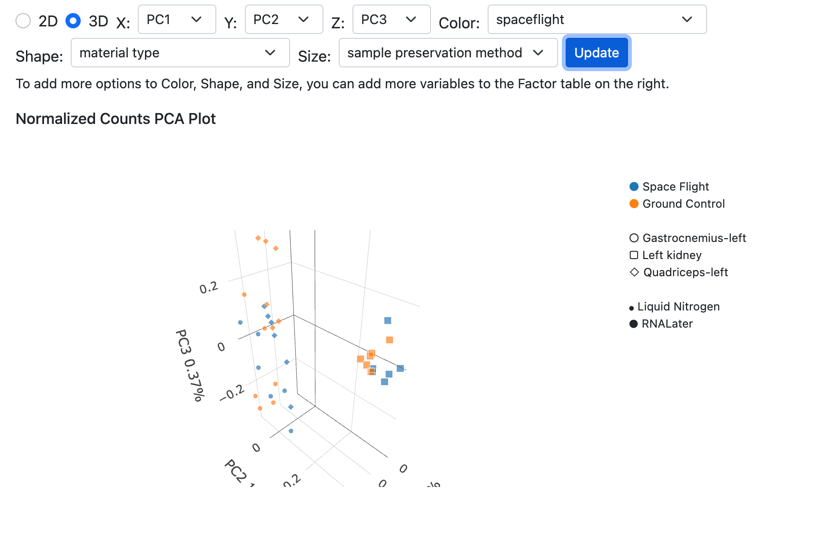 2D 3D X: PC1 Y: PC2 Z: PC3 Color: spaceflight
Shape: material type Size: sample preservation method Update
To add more options to Color, Shape, and Size, you can add more variables to the Factor table on the right.
Normalized Counts PCA Plot
Space Flight
Ground Control
Gastrocnemius-left
Left kidney
Quadriceps-left
Liquid Nitrogen
RNALater
0.2
0
−0.2
PC3 0.37%
0
PC2
0.2
0
0